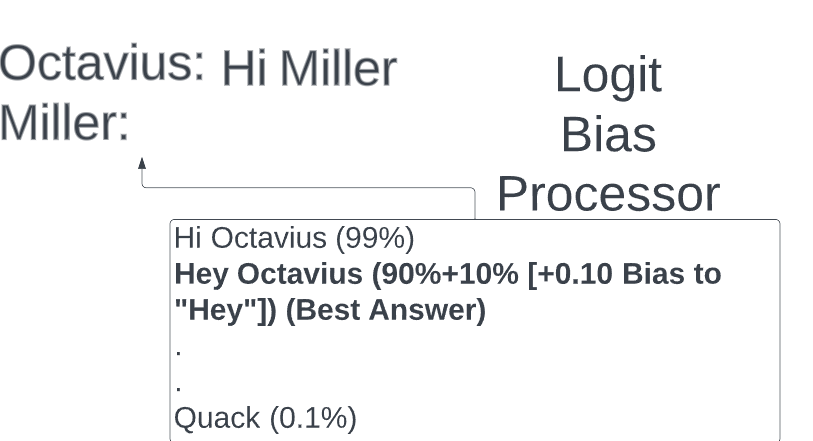 Octavius: Hi Miller
Miller:
Logit
Bias
Processor
Hi Octavius (99%)
Hey Octavius (90%+10% [+0.10 Bias to
"Hey"]) (Best Answer)
.
.
Quack (0.1%)